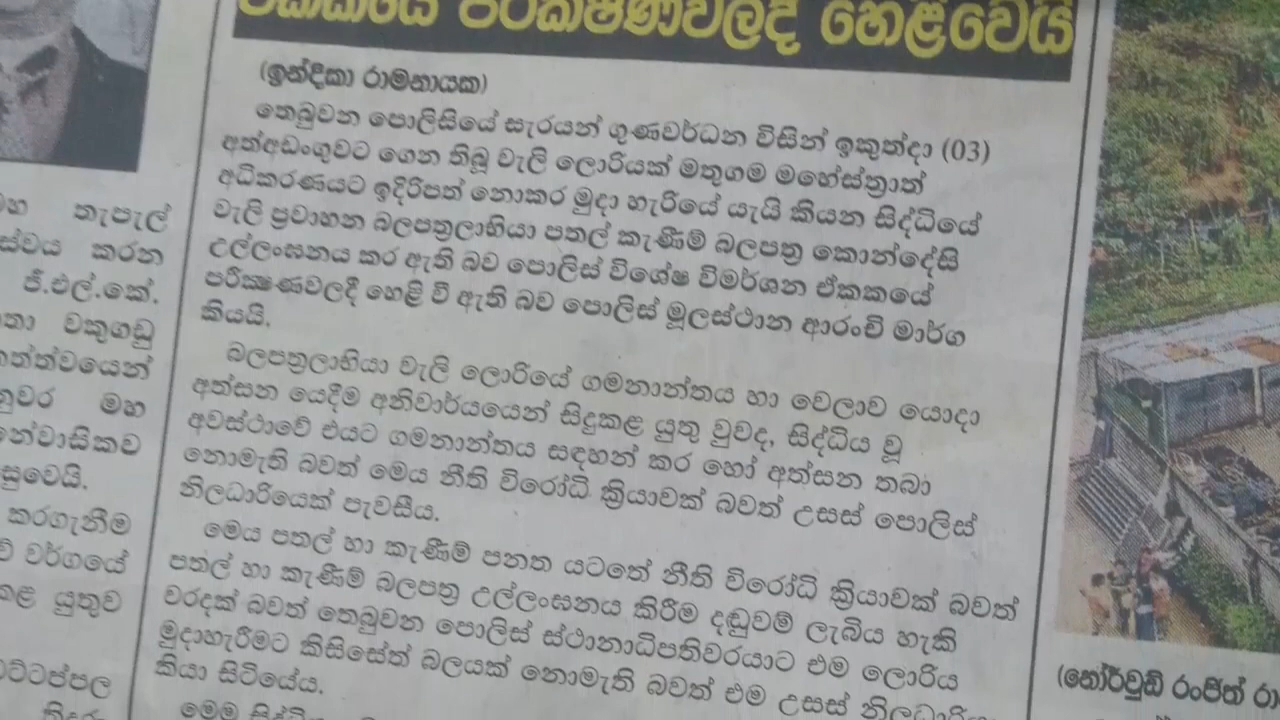 ඒකකයේ පරීක්ෂණවලදී හෙළිවෙයි
(ඉන්දිකා රාමනායක)
තෙබුවන පොලිසියේ සැරයන් ගුණවර්ධන විසින් ඉකුත්දා (03)
අත්අඩංගුවට ගෙන තිබූ වැලි ලොරියක් මතුගම මහේස්ත්‍රාත්
අධිකරණයට ඉදිරිපත් නොකර මුදා හැරියේ යැයි කියන සිද්ධියේ
වැලි ප්‍රවාහන බලපත්‍රලාභියා පතල් කැණීම් බලපත්‍ර කොන්දේසි
උල්ලංඝනය කර ඇති බව පොලිස් විශේෂ විමර්ශන ඒකකයේ
පරීක්‍ෂණවලදී හෙළි වී ඇති බව පොලිස් මූලස්ථාන ආරංචි මාර්ග
කියයි.
බලපත්‍රලාභියා වැලි ලොරියේ ගමනාන්තය හා වෙලාව යොදා
අත්සන යෙදීම අනිවාර්යයෙන් සිදුකළ යුතු වුවද, සිද්ධිය වූ
අවස්ථාවේ එයට ගමනාන්තය සඳහන් කර හෝ අත්සන තබා
නොමැති බවත් මෙය නීති විරෝධි ක්‍රියාවක් බවත් උසස් පොලිස්
නිලධාරියෙක් පැවසීය.
මෙය පතල් හා කැණීම් පනත යටතේ නීති විරෝධි ක්‍රියාවක් බවත්
පතල් හා කැණීම් බලපත්‍ර උල්ලංඝනය කිරීම දඬුවම් ලැබිය හැකි
වරදක් බවත් තෙබුවන පොලිස් ස්ථානාධිපතිවරයාට එම ලොරිය
මුදාහැරීමට කිසිසේත් බලයක් නොමැති බවත් එම උසස්
කියා සිටියේය.
මෙම
තැපැල්
කරන
ජී.එල්.කේ.
වකුගඩු
මහ
කරගැනීම
වර්ගයේ
යුතුව
(නෝර්වුඩ් රංජිත්